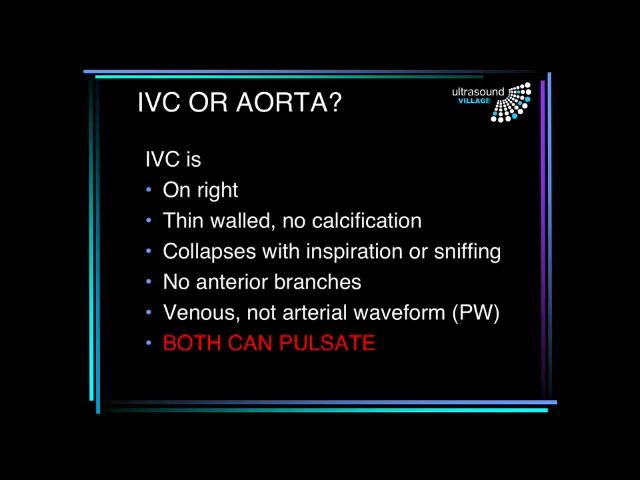 IVC OR AORTA?
ultrasound
VILLAGE
IVC is
• On right
• Thin walled, no calcification
• Collapses with inspiration or sniffing
• No anterior branches
• Venous, not arterial waveform (PW)
• BOTH CAN PULSATE